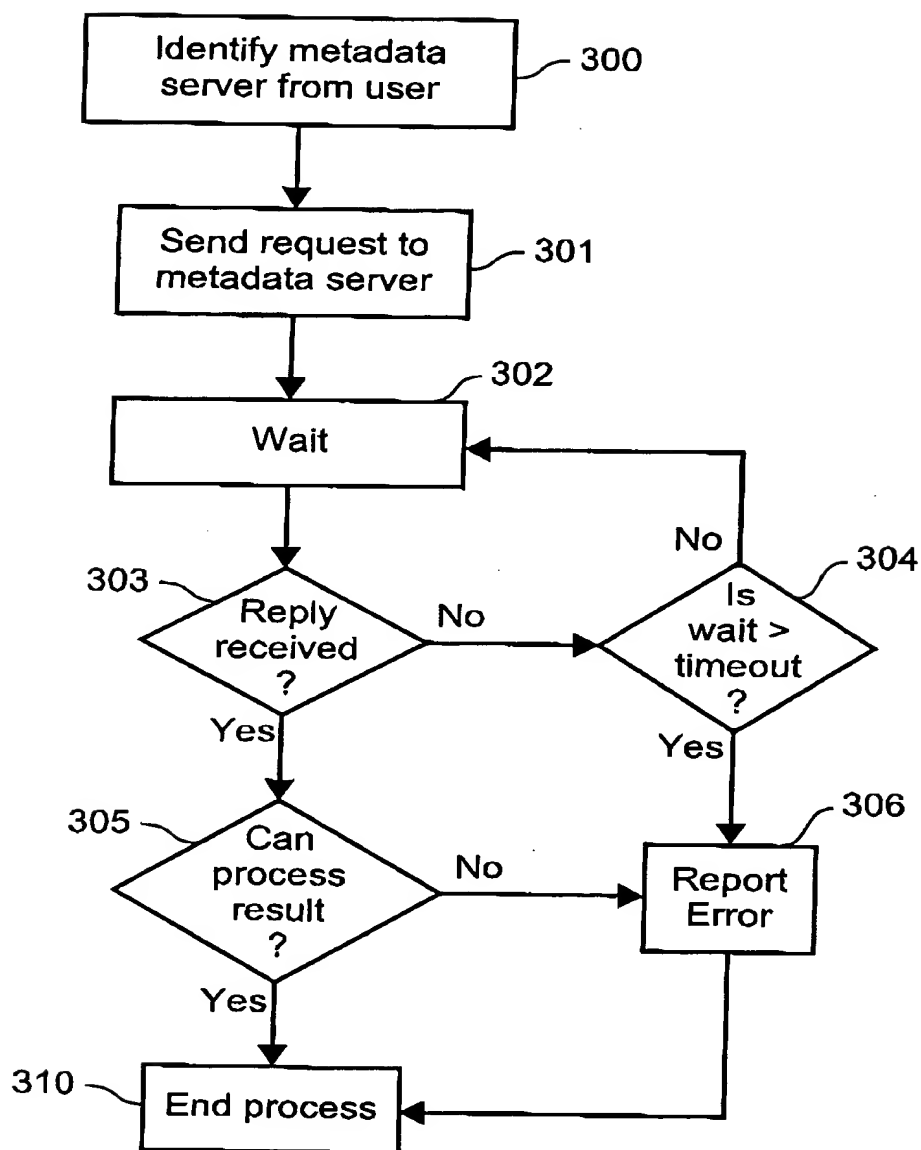 Identify metadata
server from user
300
Send request to
metadata server
301
302
Wait
No
304
303
Reply
received
?
No
Is
wait >
timeout
?
Yes
Yes
305
Can
process
result
?
No
306
Report
Error
Yes
310
End process